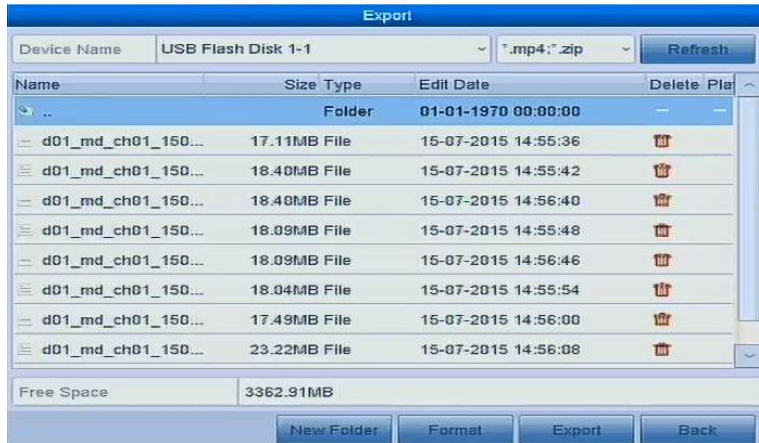 Export
Device Name USB Flash Disk 1-1 *.mp4;*.zip Refresh
Name Size Type Edit Date Delete Pla
.. Folder 01-01-1970 00:00:00
d01_md_ch01_150... 17.11MB File 15-07-2015 14:55:36
d01_md_ch01_150... 18.40MB File 15-07-2015 14:55:42
d01_md_ch01_150... 18.40MB File 15-07-2015 14:56:40
d01_md_ch01_150... 18.09MB File 15-07-2015 14:55:48
d01_md_ch01_150... 18.09MB File 15-07-2015 14:56:46
d01_md_ch01_150... 18.04MB File 15-07-2015 14:55:54
d01_md_ch01_150... 17.49MB File 15-07-2015 14:56:00
d01_md_ch01_150... 23.22MB File 15-07-2015 14:56:08
Free Space 3362.91MB
New Folder Format Export Back